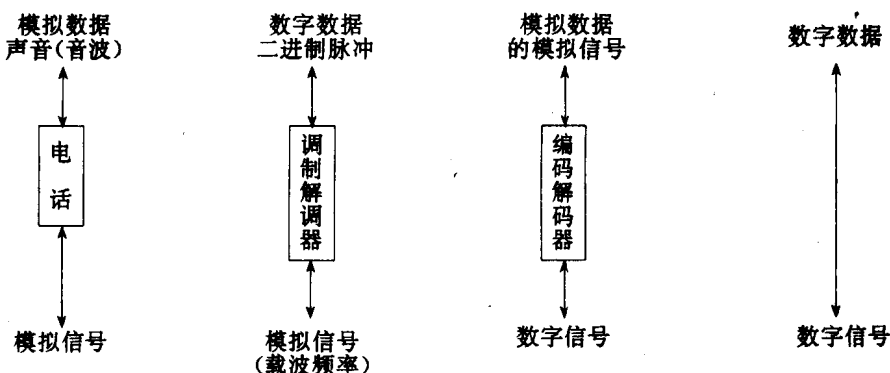 模拟数据
声音(音波)
电话
模拟信号
数字数据
二进制脉冲
调制解调器
模拟信号
(载波频率)
模拟数据
的模拟信号
编码解码器
数字信号
数字数据
数字信号